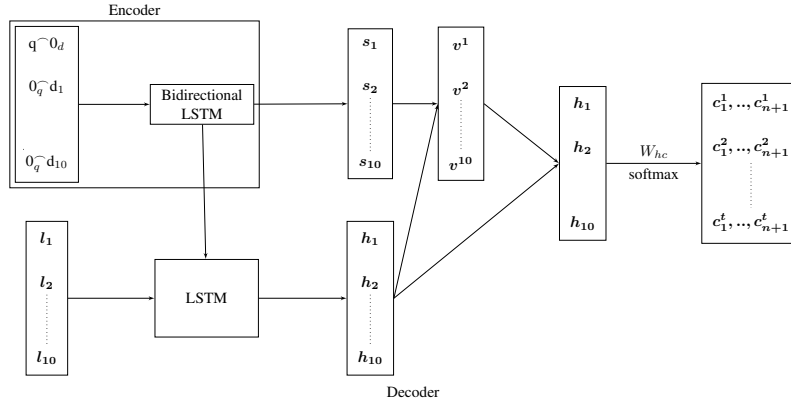 Encoder
q⌢0_d
0_q⌢d_1
0_q⌢d_10
Bidirectional
LSTM
s_1
s_2
s_10
v^1
v^2
v^10
l_1
l_2
l_10
LSTM
h_1
h_2
h_10
Decoder
h_1
h_2
h_10
W_hc
softmax
c_1^1,..,c_{n+1}^1
c_1^2,..,c_{n+1}^2
c_1^t,..,c_{n+1}^t